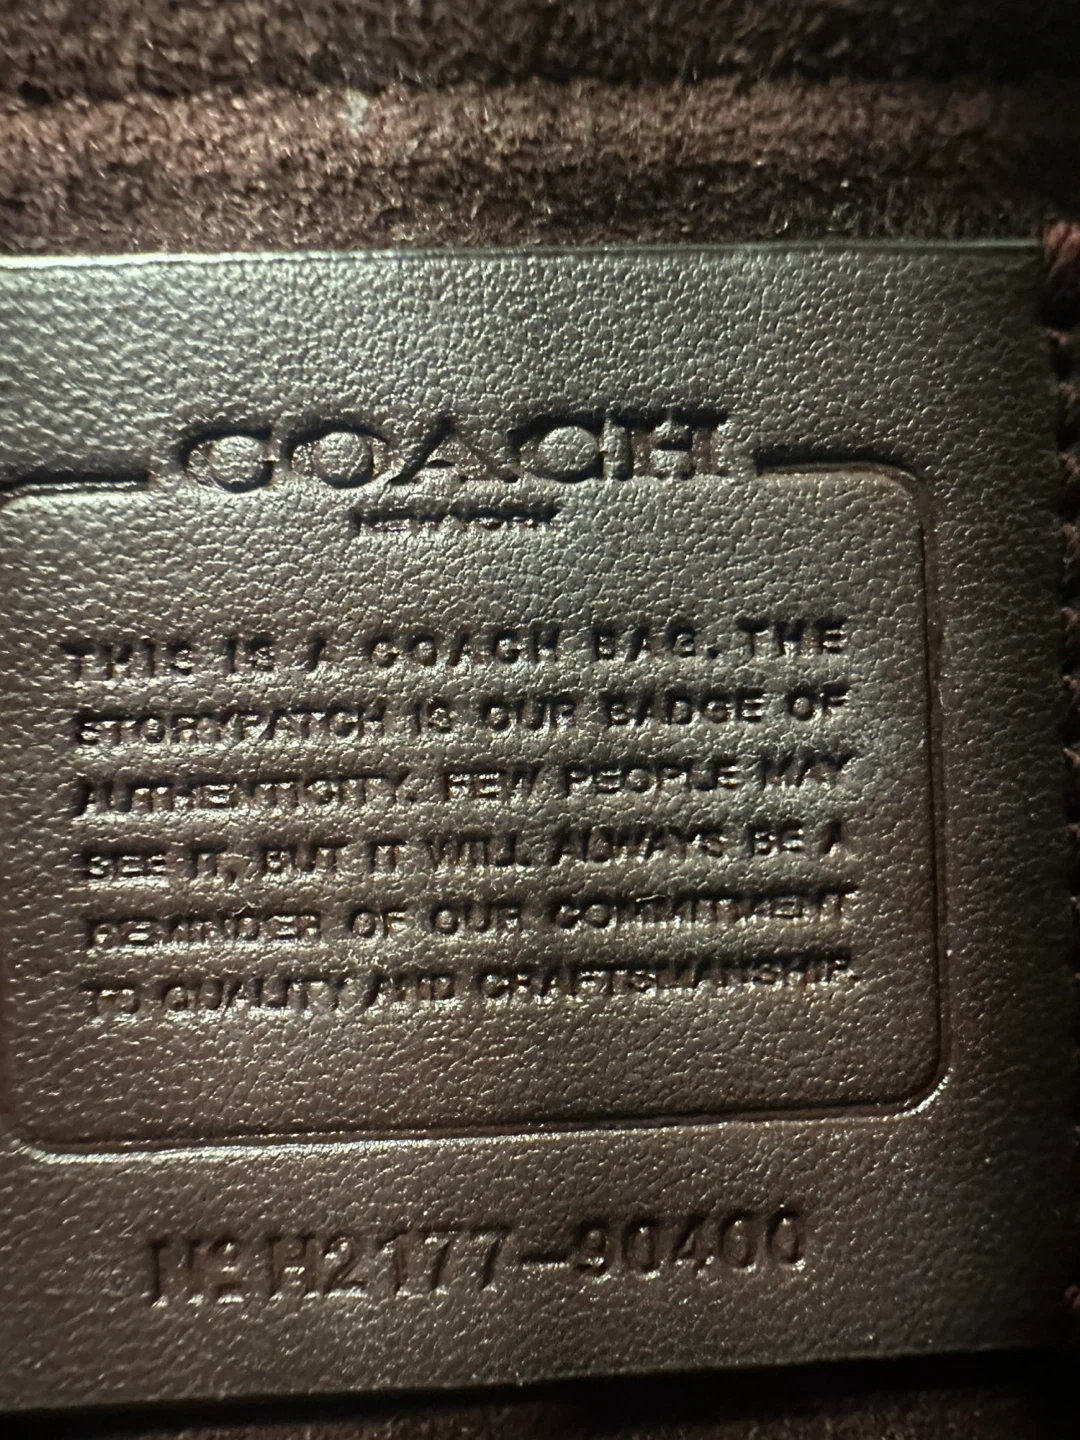 COACH
NEW YORK
THIS IS A COACH BAG. THE
STORYPATCH IS OUR BADGE OF
AUTHENTICITY. FEW PEOPLE MAY
SEE IT, BUT IT WILL ALWAYS BE A
REMINDER OF OUR COMMITMENT
TO QUALITY AND CRAFTSMANSHIP.
Nº H2177-90400